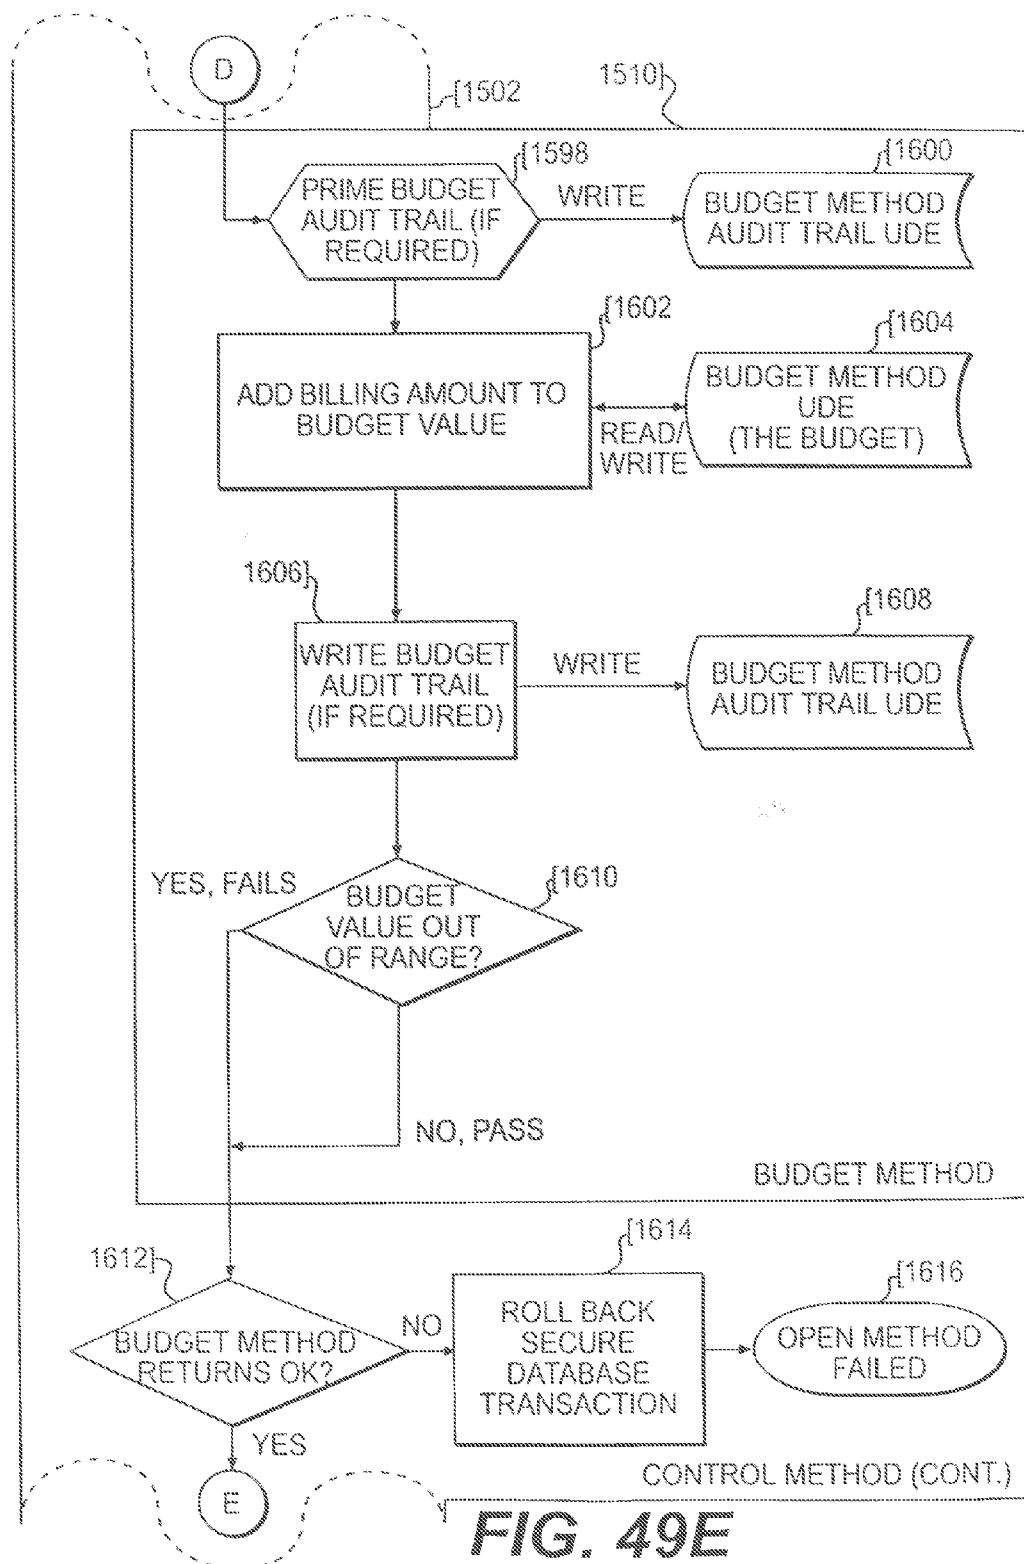 D
[1502
1510]
[1598
PRIME BUDGET
AUDIT TRAIL (IF
REQUIRED)
WRITE
[1600
BUDGET METHOD
AUDIT TRAIL UDE
[1602
ADD BILLING AMOUNT TO
BUDGET VALUE
READ/
WRITE
[1604
BUDGET METHOD
UDE
(THE BUDGET)
1606]
WRITE BUDGET
AUDIT TRAIL
(IF REQUIRED)
WRITE
[1608
BUDGET METHOD
AUDIT TRAIL UDE
YES, FAILS
[1610
BUDGET
VALUE OUT
OF RANGE?
NO, PASS
BUDGET METHOD
1612]
BUDGET METHOD
RETURNS OK?
NO
[1614
ROLL BACK
SECURE
DATABASE
TRANSACTION
[1616
OPEN METHOD
FAILED
YES
E
CONTROL METHOD (CONT.)
FIG. 49E